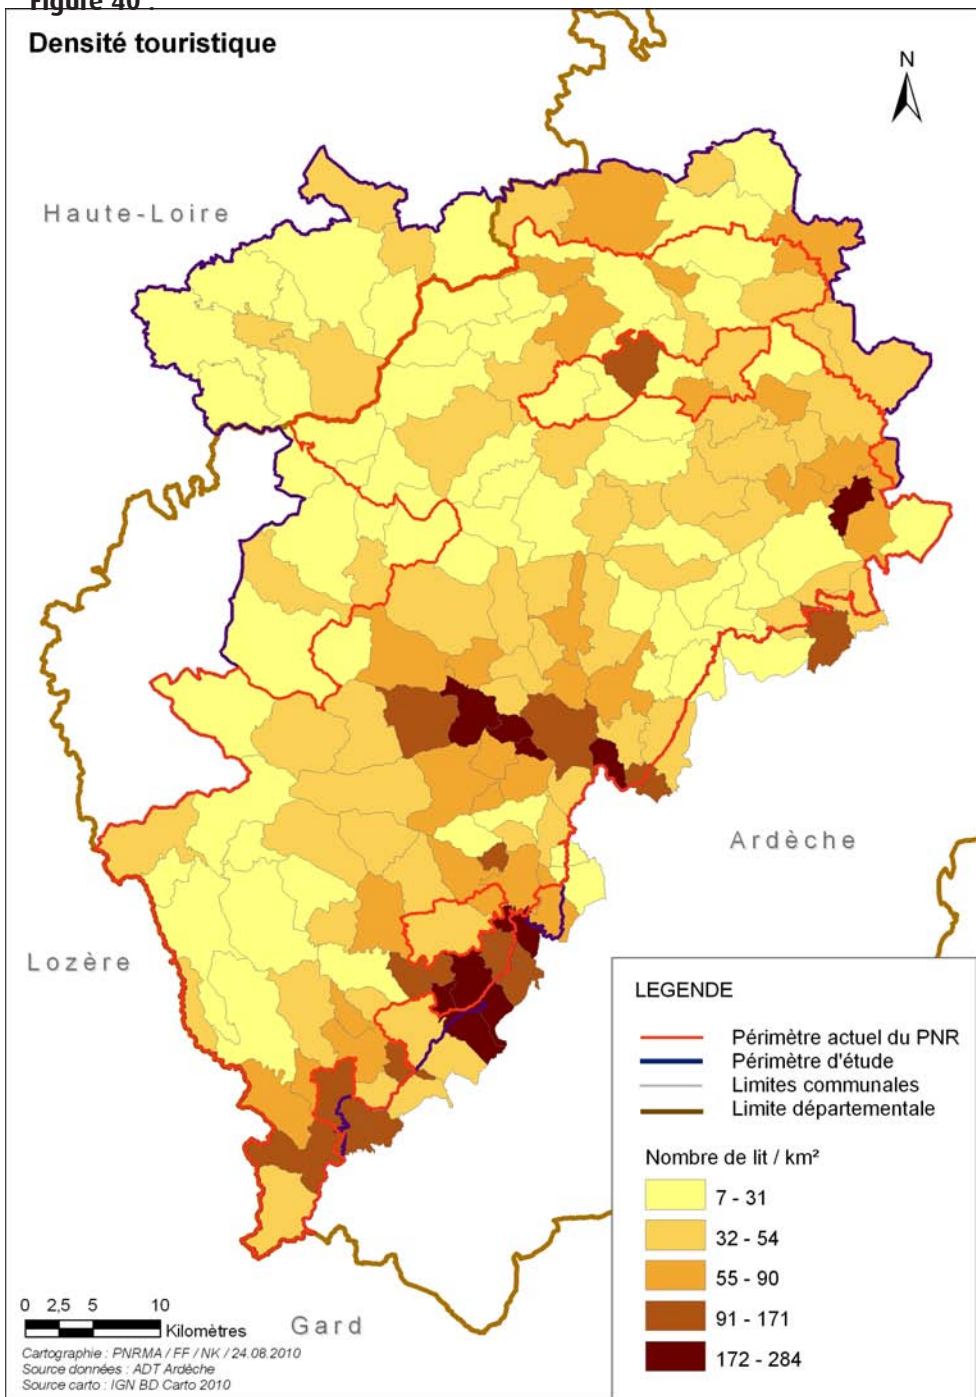 Figure 40 :
Densité touristique
N
Haute-Loire
Ardèche
Lozère
LEGENDE
Périmètre actuel du PNR
Périmètre d'étude
Limites communales
Limite départementale
Nombre de lit / km²
7 - 31
32 - 54
55 - 90
91 - 171
172 - 284
0 2,5 5 10
Kilomètres
Gard
Cartographie : PNRMA / FF / NK / 24.08.2010
Source données : ADT Ardèche
Source carto : IGN BD Carto 2010